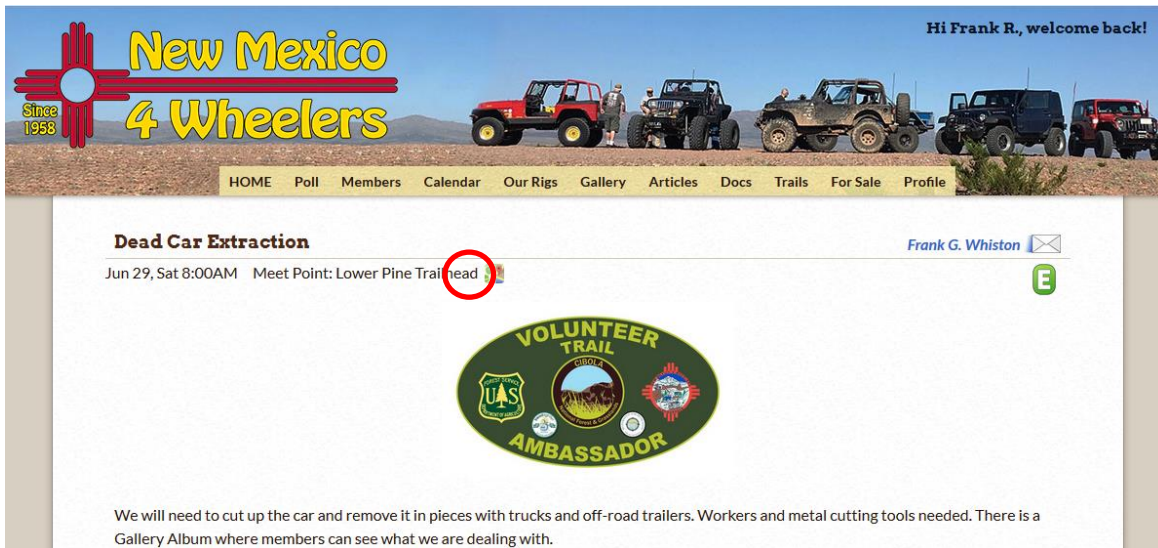 Hi Frank R., welcome back!
New Mexico
Since
1958
4 Wheelers
HOME Poll Members Calendar Our Rigs Gallery Articles Docs Trails For Sale Profile
Dead Car Extraction
Frank G. Whiston
Jun 29, Sat 8:00AM Meet Point: Lower Pine Trailhead
E
VOLUNTEER
TRAIL
CIBOLA
FOREST SERVICE
U S
AMBASSADOR
We will need to cut up the car and remove it in pieces with trucks and off-road trailers. Workers and metal cutting tools needed. There is a
Gallery Album where members can see what we are dealing with.